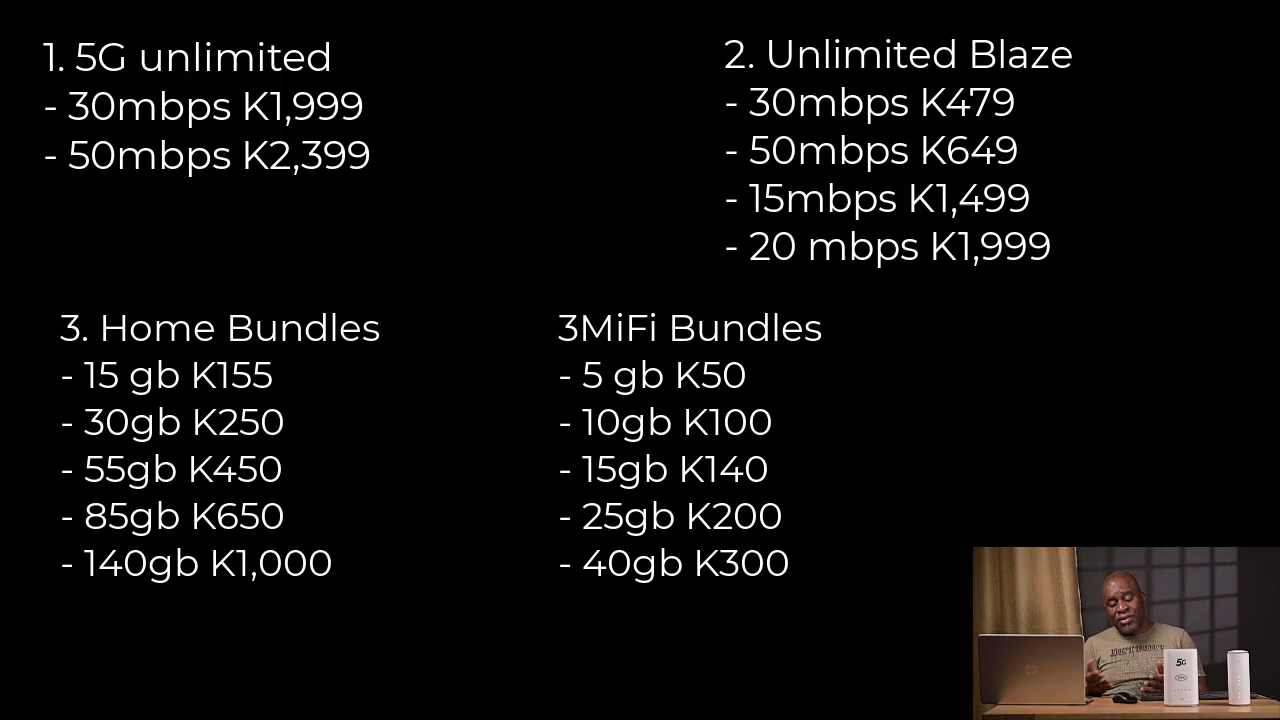 1. 5G unlimited
- 30mbps K1,999
- 50mbps K2,399
2. Unlimited Blaze
- 30mbps K479
- 50mbps K649
- 15mbps K1,499
- 20 mbps K1,999
3. Home Bundles
- 15 gb K155
- 30gb K250
- 55gb K450
- 85gb K650
- 140gb K1,000
3MiFi Bundles
- 5 gb K50
- 10gb K100
- 15gb K140
- 25gb K200
- 40gb K300
5G
hp